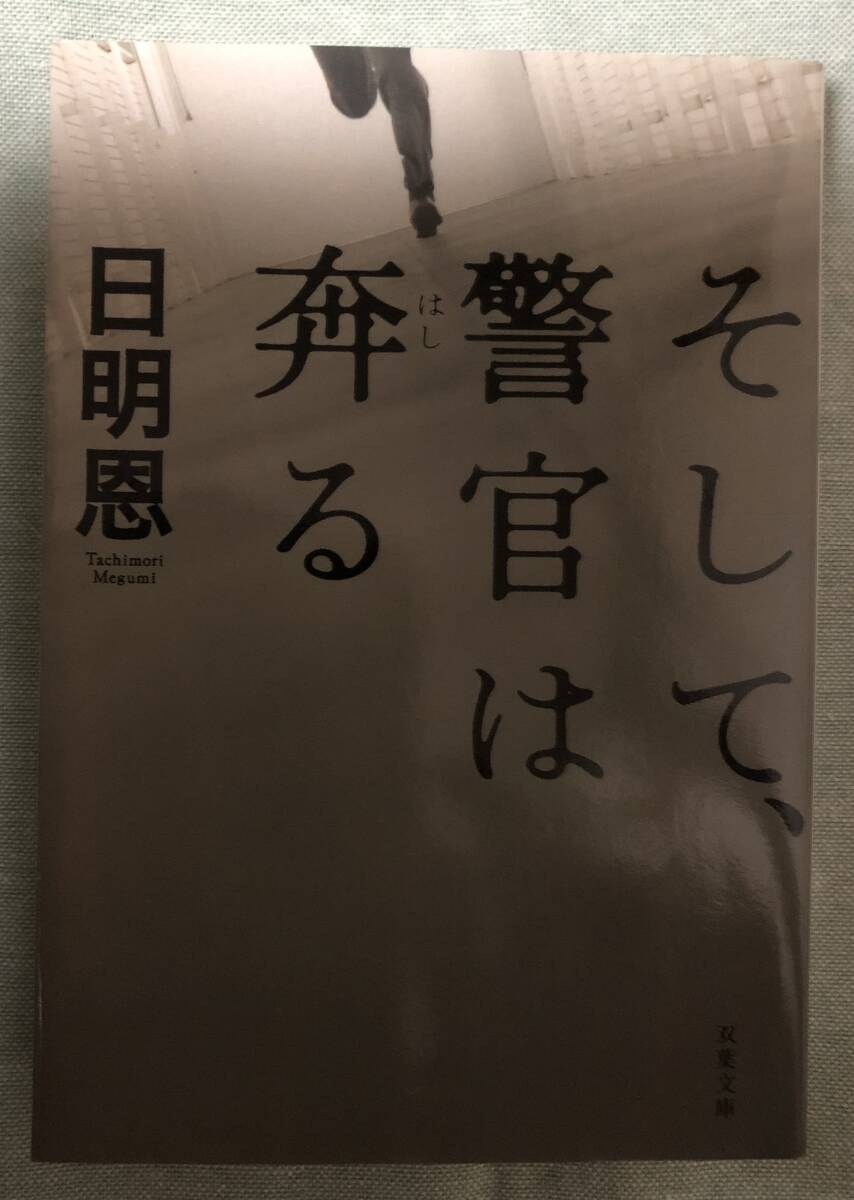 そして、
警官は
奔る
はし
日明恩
Tachimori
Megumi
双葉文庫